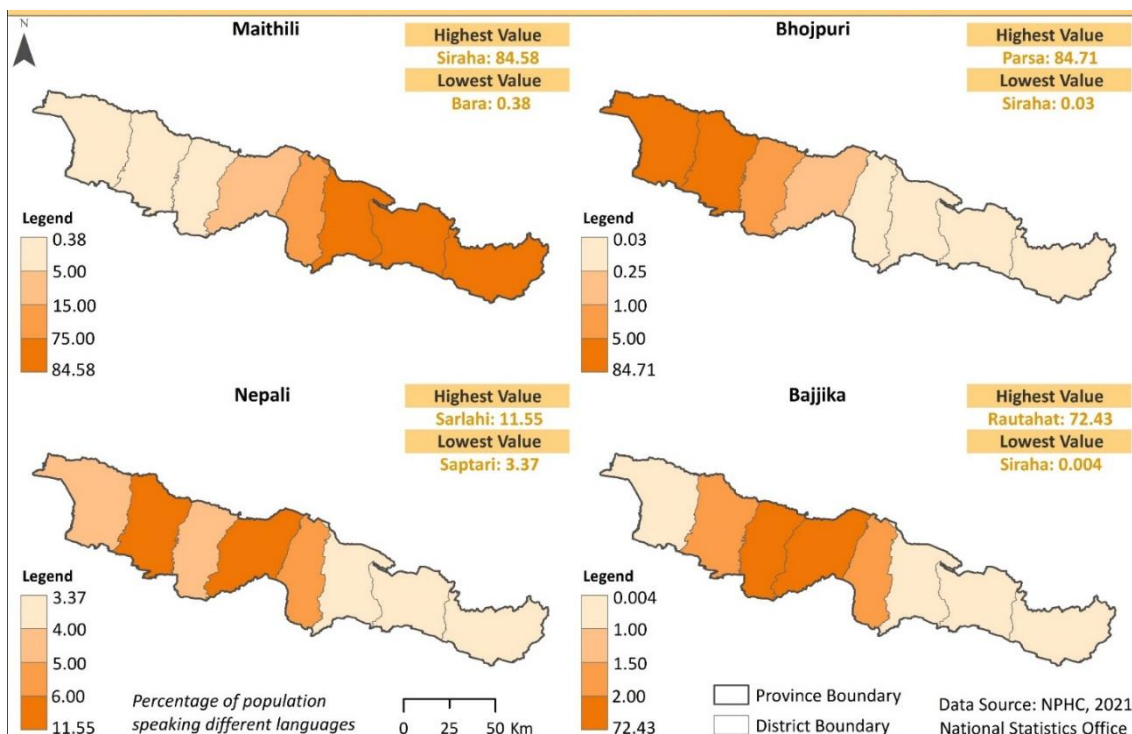 N
Maithili
Highest Value
Siraha: 84.58
Lowest Value
Bara: 0.38
Legend
0.38
5.00
15.00
75.00
84.58
Bhojpuri
Highest Value
Parsa: 84.71
Lowest Value
Siraha: 0.03
Legend
0.03
0.25
1.00
5.00
84.71
Nepali
Highest Value
Sarlahi: 11.55
Lowest Value
Saptari: 3.37
Legend
3.37
4.00
5.00
6.00
11.55
Bajjika
Highest Value
Rautahat: 72.43
Lowest Value
Siraha: 0.004
Legend
0.004
1.00
1.50
2.00
72.43
Percentage of population
speaking different languages
0 25 50 Km
Province Boundary
District Boundary
Data Source: NPHC, 2021
National Statistics Office